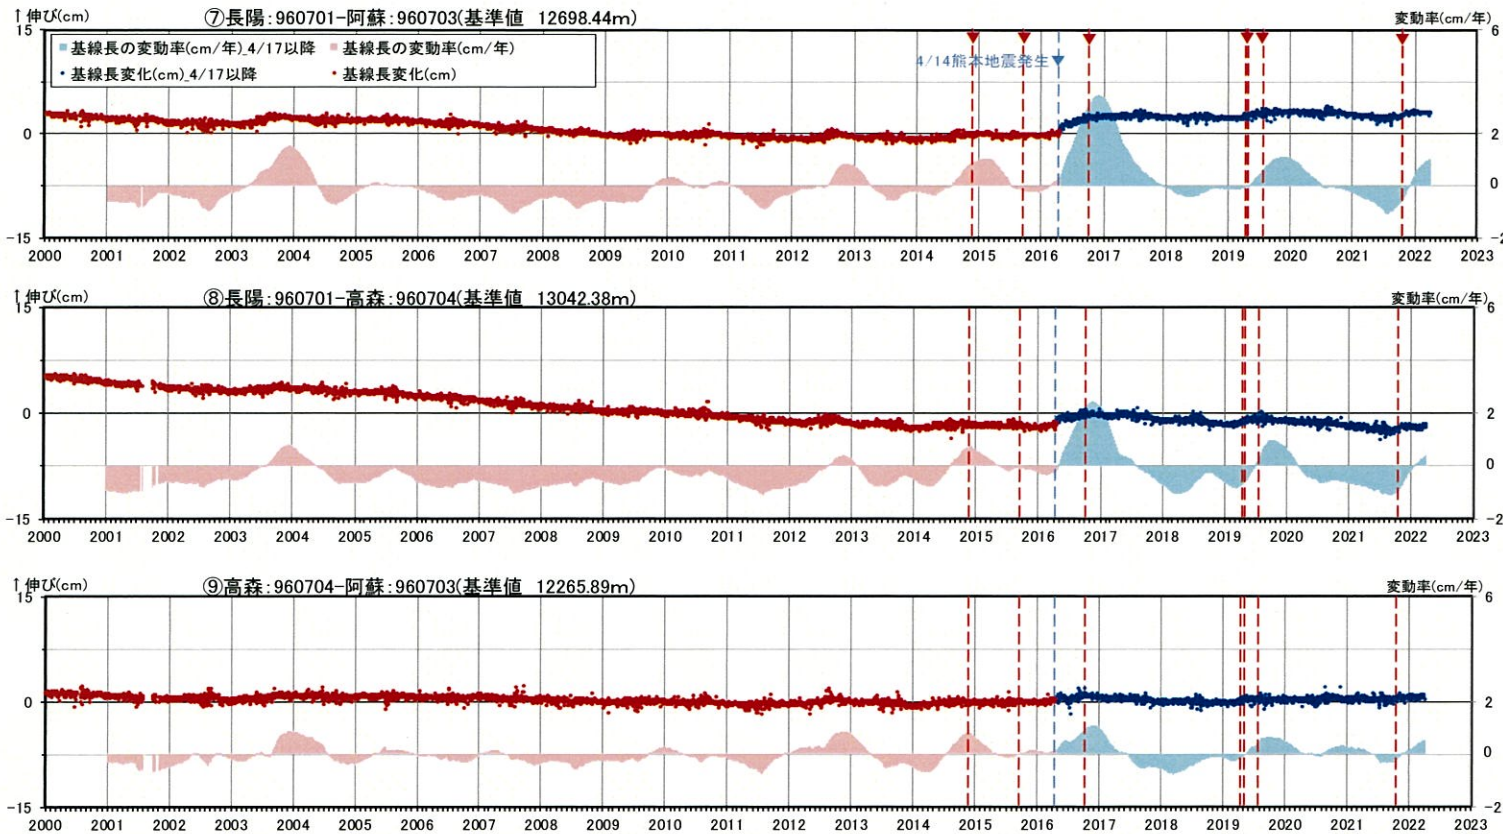 ↑伸び(cm) ⑦長陽:960701-阿蘇:960703(基準値 12698.44m) 変動率(cm/年)
15 6
基線長の変動率(cm/年)_4/17以降 基線長の変動率(cm/年)
基線長変化(cm)_4/17以降 基線長変化(cm)
4/14熊本地震発生
0 2
0
-15 -2
2000 2001 2002 2003 2004 2005 2006 2007 2008 2009 2010 2011 2012 2013 2014 2015 2016 2017 2018 2019 2020 2021 2022 2023
↑伸び(cm) ⑧長陽:960701-高森:960704(基準値 13042.38m) 変動率(cm/年)
15 6
0 2
0
-15 -2
2000 2001 2002 2003 2004 2005 2006 2007 2008 2009 2010 2011 2012 2013 2014 2015 2016 2017 2018 2019 2020 2021 2022 2023
↑伸び(cm) ⑨高森:960704-阿蘇:960703(基準値 12265.89m) 変動率(cm/年)
15 6
0 2
0
-15 -2
2000 2001 2002 2003 2004 2005 2006 2007 2008 2009 2010 2011 2012 2013 2014 2015 2016 2017 2018 2019 2020 2021 2022 2023